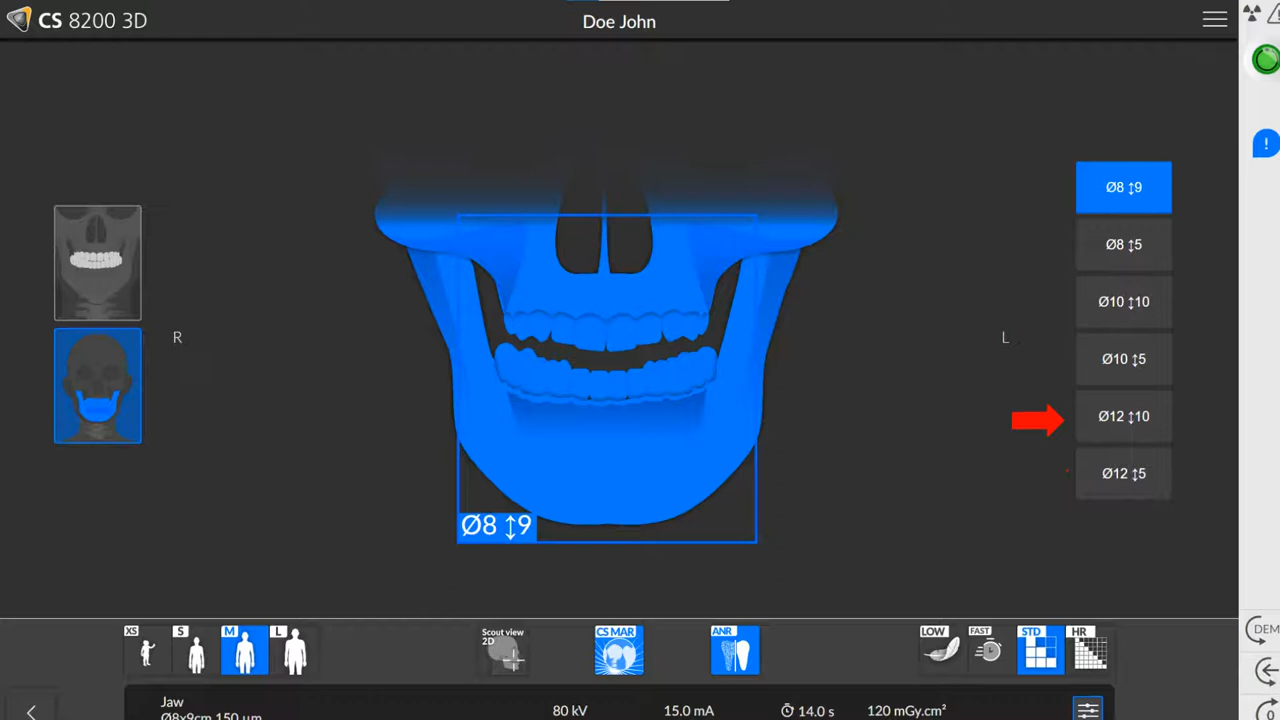 CS 8200 3D
Doe John
!
Ø8 ↕9
Ø8 ↕5
Ø10 ↕10
Ø10 ↕5
Ø12 ↕10
Ø12 ↕5
R
L
Ø8 ↕9
XS
S
M
L
Scout view
2D
CS MAR
ANR
LOW
FAST
STD
HR
DEM
Jaw
Ø8x9cm 150 µm
80 kV
15.0 mA
14.0 s
120 mGy.cm²